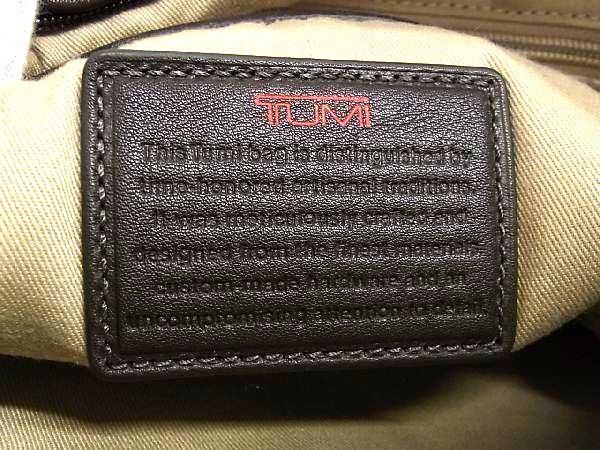 TUMI
This Tumi bag is distinguished by
time-honored artisanal traditions.
It was meticulously crafted and
designed from the finest materials,
custom-made hardware and an
uncompromising attention to detail.